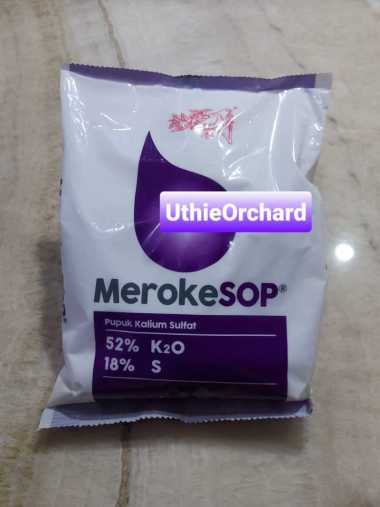 UthieOrchard
MerokeSOP®
Pupuk Kalium Sulfat
52% K₂O
18% S